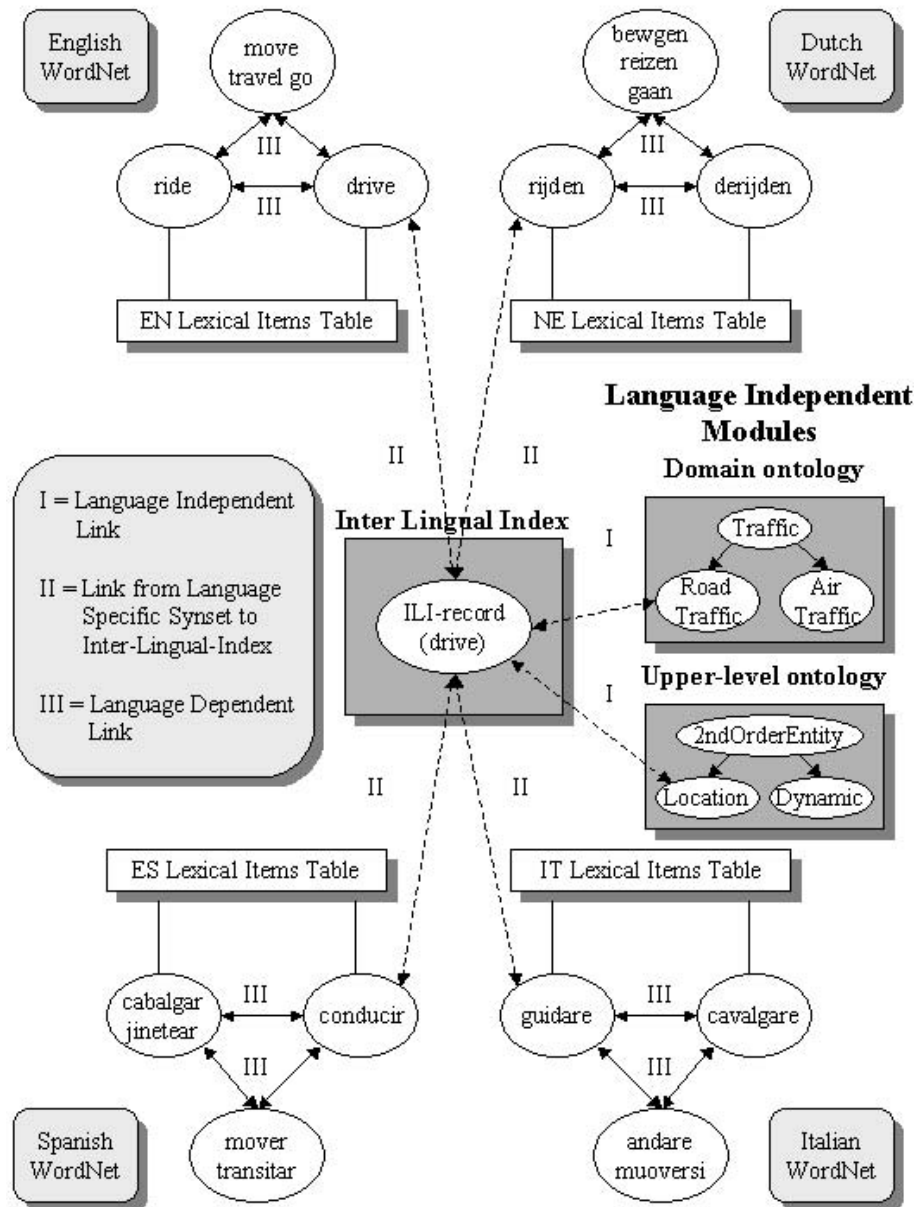 English
WordNet
move
travel go
bewgen
reizen
gaan
Dutch
WordNet
III
III
ride
drive
rijden
derijden
III
III
EN Lexical Items Table
NE Lexical Items Table
Language Independent
Modules
II
II
Domain ontology
I = Language Independent
Link
II = Link from Language
Specific Synset to
Inter-Lingual-Index
III = Language Dependent
Link
Inter Lingual Index
I
Traffic
Road
Traffic
Air
Traffic
ILI-record
(drive)
I
Upper-level ontology
2ndOrderEntity
Location
Dynamic
II
II
ES Lexical Items Table
IT Lexical Items Table
cabalgar
jinetear
III
conducir
guidare
III
cavalgare
III
III
Spanish
WordNet
mover
transitar
andare
muoversi
Italian
WordNet